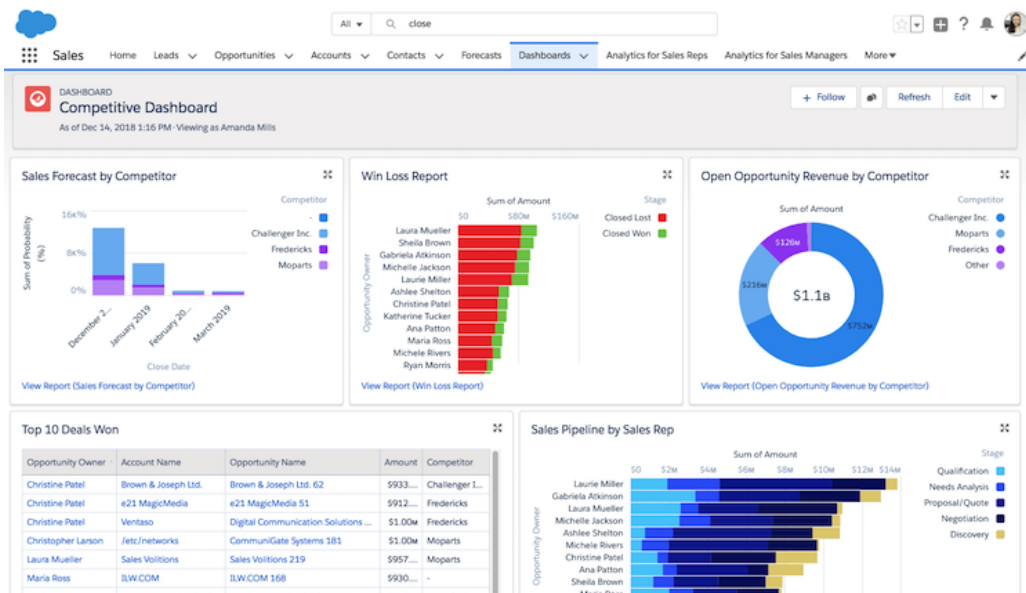 All
close
Sales
Home
Leads
Opportunities
Accounts
Contacts
Forecasts
Dashboards
Analytics for Sales Reps
Analytics for Sales Managers
More
DASHBOARD
Competitive Dashboard
As of Dec 14, 2018 1:16 PM·Viewing as Amanda Mills
+ Follow
Refresh
Edit
Sales Forecast by Competitor
Competitor
-
Challenger Inc.
Fredericks
Moparts
Sum of Probability
(%)
16K%
8K%
0%
December 2...
January 2019
February 20...
March 2019
Close Date
View Report (Sales Forecast by Competitor)
Win Loss Report
Sum of Amount
$0 $80M $160M
Stage
Closed Lost
Closed Won
Opportunity Owner
Laura Mueller
Sheila Brown
Gabriela Atkinson
Michelle Jackson
Laurie Miller
Ashlee Shelton
Christine Patel
Katherine Tucker
Ana Patton
Maria Ross
Michele Rivers
Ryan Morris
View Report (Win Loss Report)
Open Opportunity Revenue by Competitor
Sum of Amount
Competitor
Challenger Inc.
Moparts
Fredericks
Other
$126M
$216M
$1.1B
$752M
View Report (Open Opportunity Revenue by Competitor)
Top 10 Deals Won
Opportunity Owner Account Name Opportunity Name Amount Competitor
Christine Patel Brown & Joseph Ltd. Brown & Joseph Ltd. 62 $933.... Challenger I...
Christine Patel e21 MagicMedia e21 MagicMedia 51 $912.... Fredericks
Christine Patel Ventaso Digital Communication Solutions ... $1.00M Fredericks
Christopher Larson /etc/networks CommuniGate Systems 181 $1.00M Moparts
Laura Mueller Sales Volitions Sales Volitions 219 $957.... Moparts
Maria Ross ILW.COM ILW.COM 168 $930.... -
Sales Pipeline by Sales Rep
Sum of Amount
$0 $2M $4M $6M $8M $10M $12M $14M
Stage
Qualification
Needs Analysis
Proposal/Quote
Negotiation
Discovery
Opportunity Owner
Laurie Miller
Gabriela Atkinson
Laura Mueller
Michelle Jackson
Ashlee Shelton
Michele Rivers
Christine Patel
Ana Patton
Sheila Brown